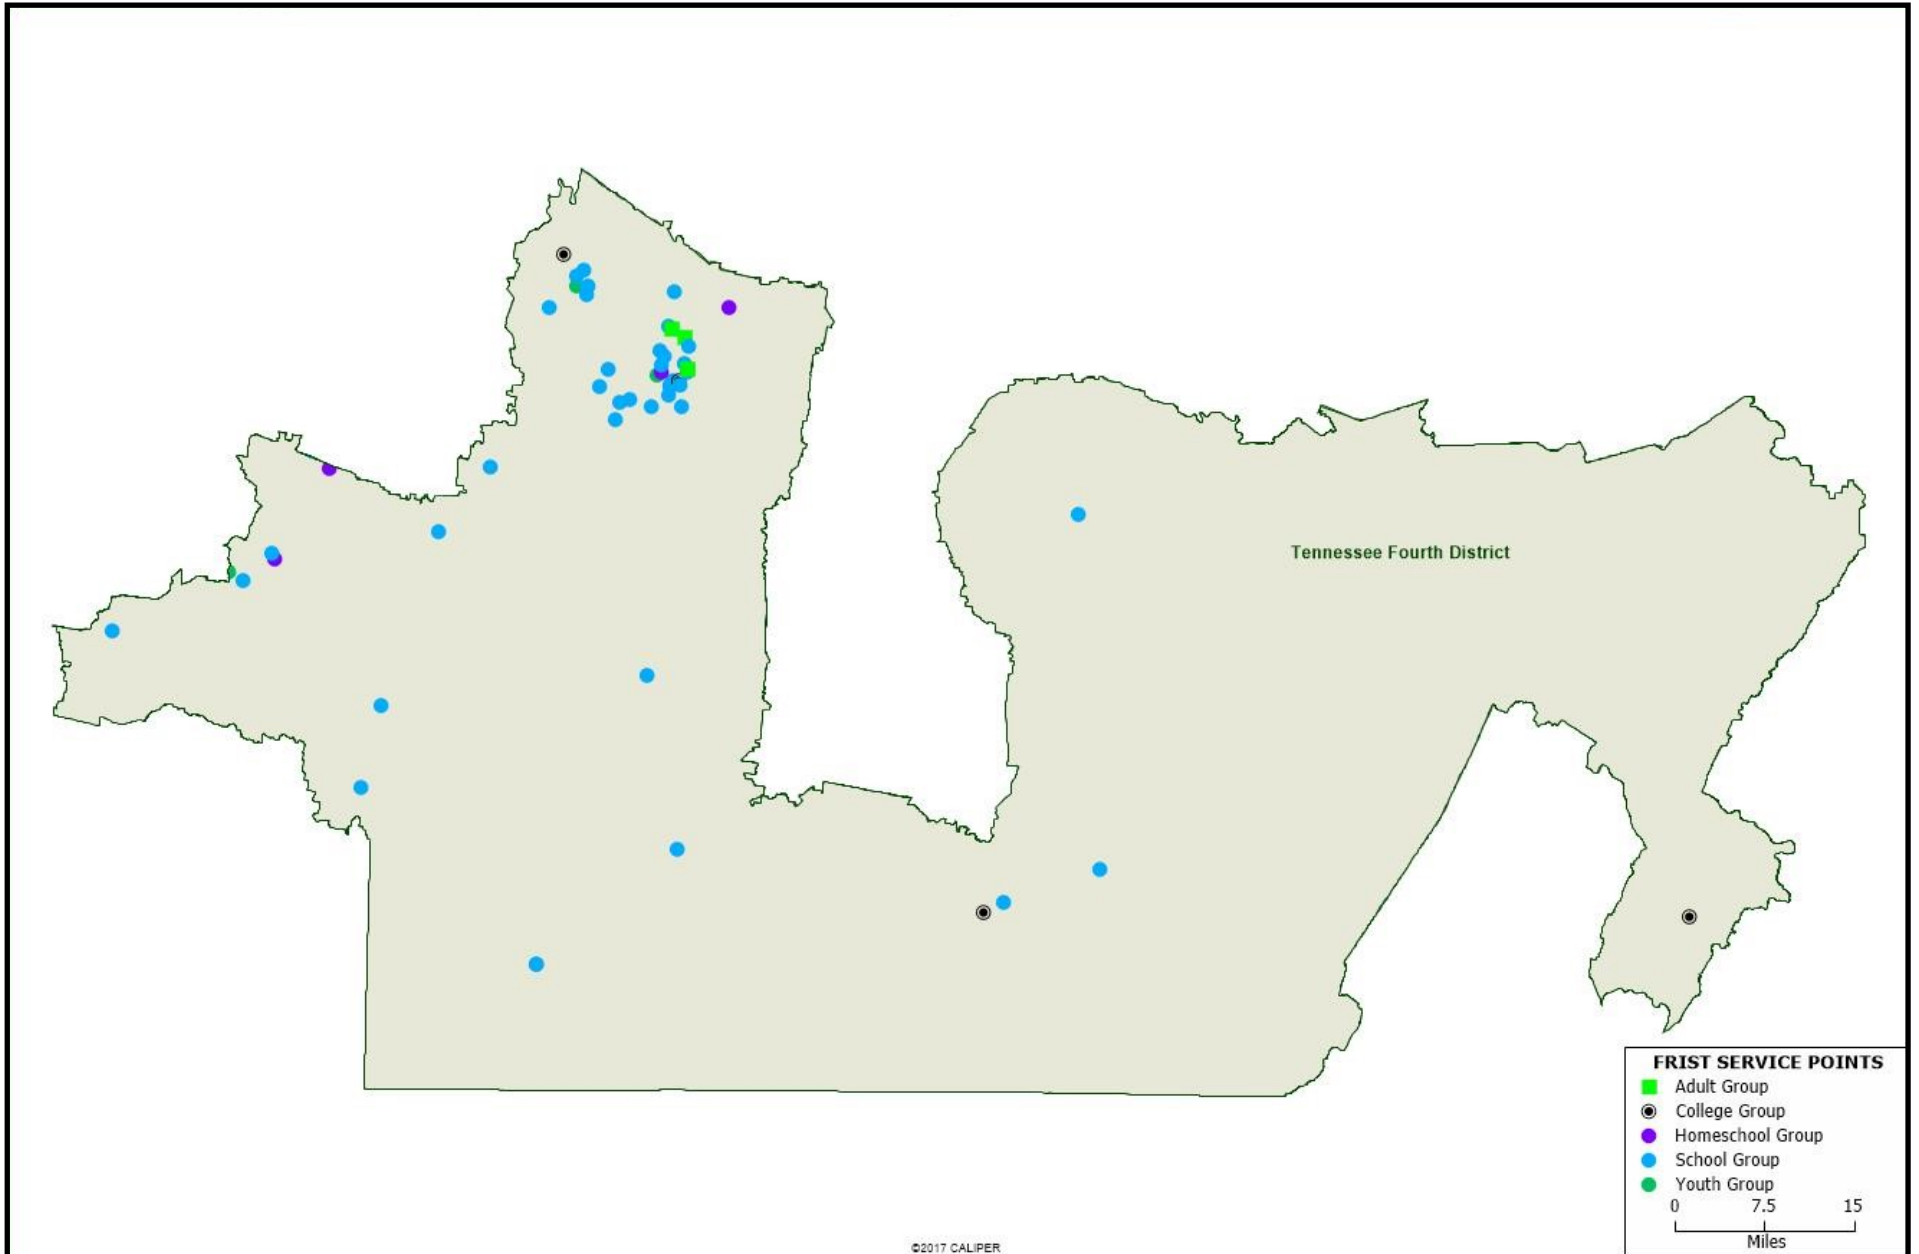 Tennessee Fourth District
FRIST SERVICE POINTS
Adult Group
College Group
Homeschool Group
School Group
Youth Group
0 7.5 15
Miles
©2017 CALIPER